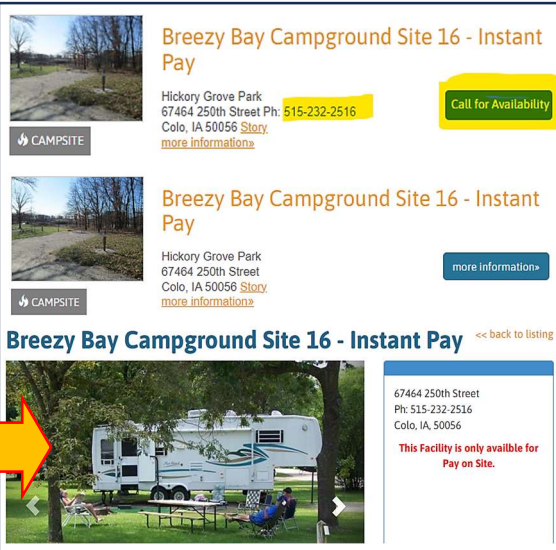 Breezy Bay Campground Site 16 - Instant
Pay
Hickory Grove Park
67464 250th Street Ph: 515-232-2516
Colo, IA 50056 Story
more information»
Call for Availability
CAMPSITE
Breezy Bay Campground Site 16 - Instant
Pay
Hickory Grove Park
67464 250th Street
Colo, IA 50056 Story
more information»
more information»
CAMPSITE
Breezy Bay Campground Site 16 - Instant Pay
<< back to listing
67464 250th Street
Ph: 515-232-2516
Colo, IA, 50056
This Facility is only availble for
Pay on Site.